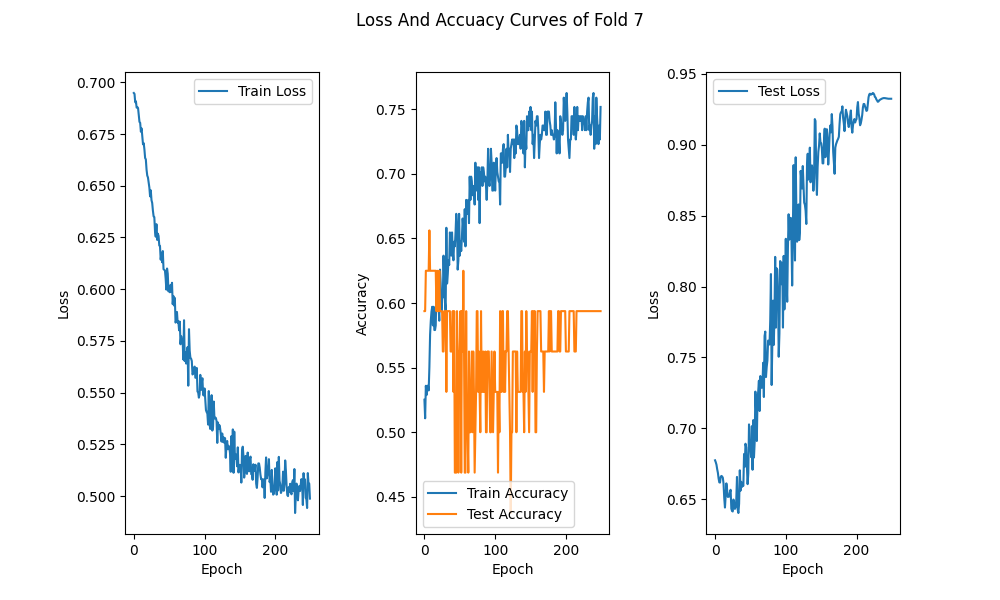 Loss And Accuacy Curves of Fold 7
Loss
0.700
0.675
0.650
0.625
0.600
0.575
0.550
0.525
0.500
Train Loss
0
100
200
Epoch
Accuracy
0.75
0.70
0.65
0.60
0.55
0.50
0.45
Train Accuracy
Test Accuracy
0
100
200
Epoch
Loss
0.95
0.90
0.85
0.80
0.75
0.70
0.65
Test Loss
0
100
200
Epoch